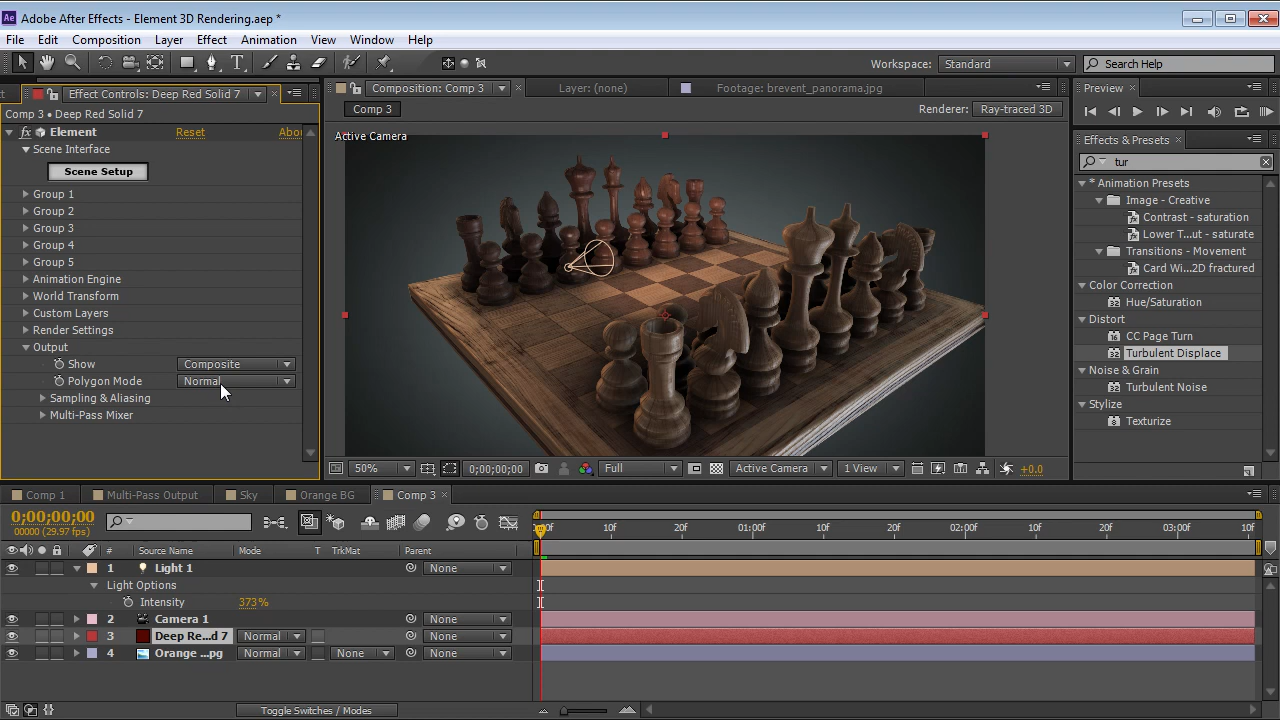 Ae Adobe After Effects - Element 3D Rendering.aep *
File Edit Composition Layer Effect Animation View Window Help
Workspace: Standard Search Help
Effect Controls: Deep Red Solid 7
Comp 3 • Deep Red Solid 7
fx Element Reset Abo
Scene Interface
Scene Setup
Group 1
Group 2
Group 3
Group 4
Group 5
Animation Engine
World Transform
Custom Layers
Render Settings
Output
Show Composite
Polygon Mode Normal
Sampling & Aliasing
Multi-Pass Mixer
Composition: Comp 3 Layer: (none) Footage: brevent_panorama.jpg
Comp 3 Renderer: Ray-traced 3D
Active Camera
50% 0;00;00;00 Full Active Camera 1 View +0.0
Preview
Effects & Presets
tur
* Animation Presets
Image - Creative
Contrast - saturation
Lower T...ut - saturate
Transitions - Movement
Card Wi...2D fractured
Color Correction
32 Hue/Saturation
Distort
16 CC Page Turn
32 Turbulent Displace
Noise & Grain
32 Turbulent Noise
Stylize
8 Texturize
Comp 1 Multi-Pass Output Sky Orange BG Comp 3
0;00;00;00
00000 (29.97 fps)
# Source Name Mode T TrkMat Parent
1 Light 1 None
Light Options
Intensity 373%
2 Camera 1 None
3 Deep Re...d 7 Normal None
4 Orange ...pg Normal None None
Toggle Switches / Modes
10f 20f 01:00f 10f 20f 02:00f 10f 20f 03:00f 10f